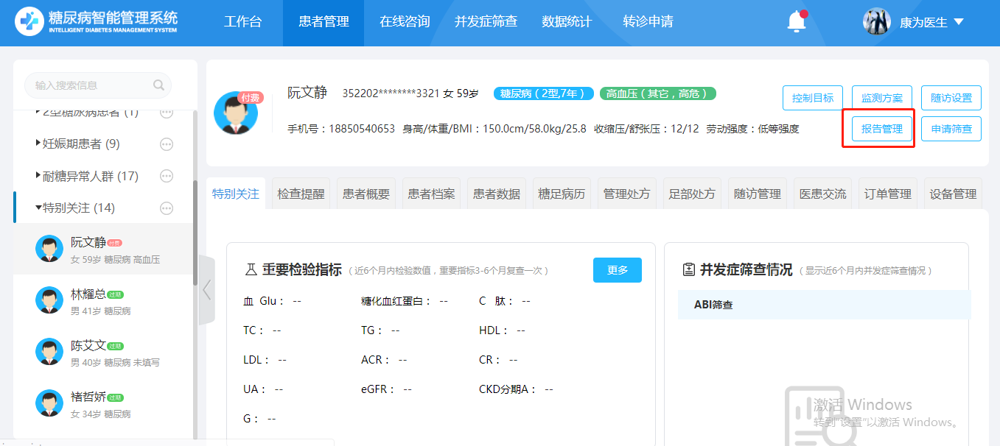 糖尿病智能管理系统
INTELLIGENT DIABETES MANAGEMENT SYSTEM
工作台 患者管理 在线咨询 并发症筛查 数据统计 转诊申请
康为医生
输入搜索信息
2型糖尿病患者 (1)
妊娠期患者 (9)
耐糖异常人群 (17)
特别关注 (14)
阮文静 付费
女 59岁 糖尿病 高血压
林耀总 过期
男 41岁 糖尿病
陈艾文 过期
男 40岁 糖尿病 未填写
褚哲娇 过期
女 34岁 糖尿病
付费
阮文静 352202********3321 女 59岁 糖尿病（2型,7年） 高血压（其它，高危）
手机号：18850540653 身高/体重/BMI：150.0cm/58.0kg/25.8 收缩压/舒张压：12/12 劳动强度：低等强度
控制目标 监测方案 随访设置
报告管理 申请筛查
特别关注 检查提醒 患者概要 患者档案 患者数据 糖足病历 管理处方 足部处方 随访管理 医患交流 订单管理 设备管理
重要检验指标（近6个月内检验数值，重要指标3-6个月复查一次） 更多
血 Glu： -- 糖化血红蛋白： -- C 肽： --
TC： -- TG： -- HDL： --
LDL： -- ACR： -- CR： --
UA： -- eGFR： -- CKD分期A： --
G： --
并发症筛查情况（显示近6个月内并发症筛查情况）
ABI筛查
激活 Windows
转到"设置"以激活 Windows。